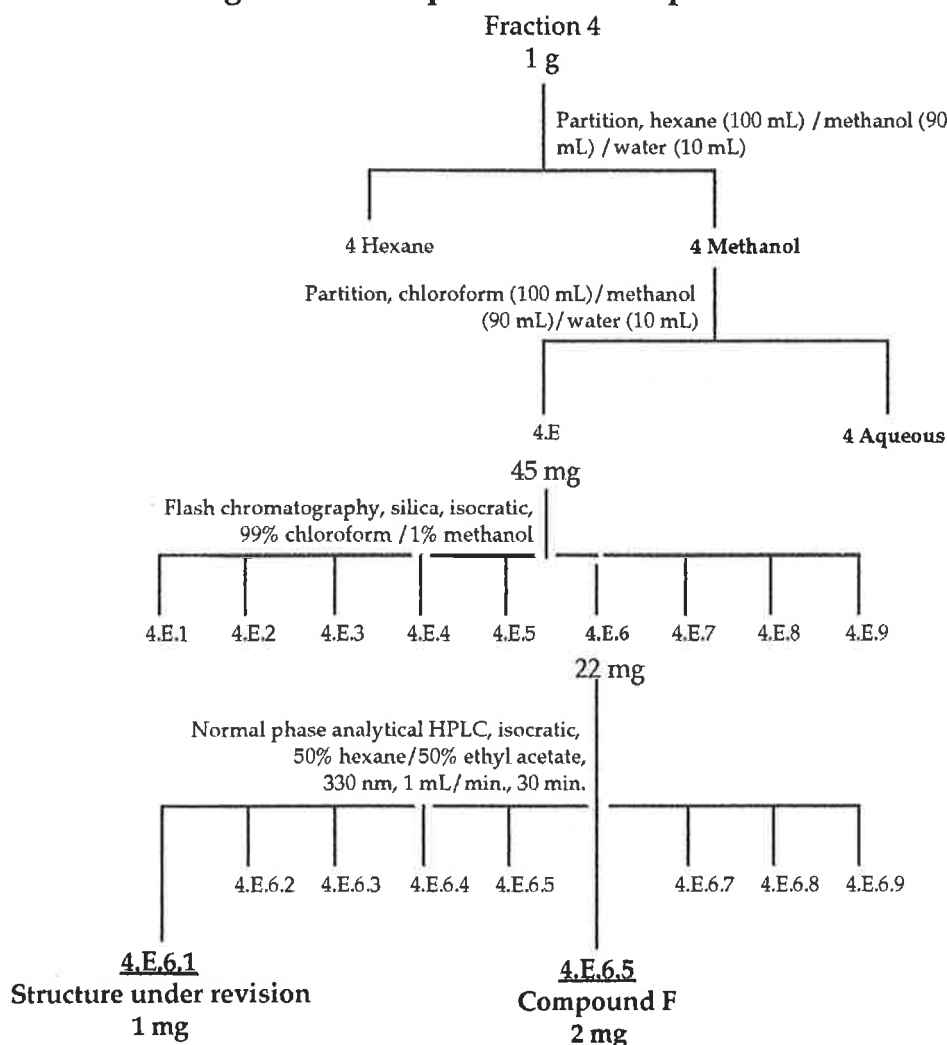 Fraction 4
1 g
Partition, hexane (100 mL) / methanol (90
mL) / water (10 mL)
4 Hexane
4 Methanol
Partition, chloroform (100 mL)/methanol
(90 mL)/water (10 mL)
4.E
4 Aqueous
45 mg
Flash chromatography, silica, isocratic,
99% chloroform / 1% methanol
4.E.1 4.E.2 4.E.3 4.E.4 4.E.5 4.E.6 4.E.7 4.E.8 4.E.9
22 mg
Normal phase analytical HPLC, isocratic,
50% hexane/50% ethyl acetate,
330 nm, 1 mL/min., 30 min.
4.E.6.2 4.E.6.3 4.E.6.4 4.E.6.5 4.E.6.7 4.E.6.8 4.E.6.9
4.E.6.1
Structure under revision
1 mg
4.E.6.5
Compound F
2 mg